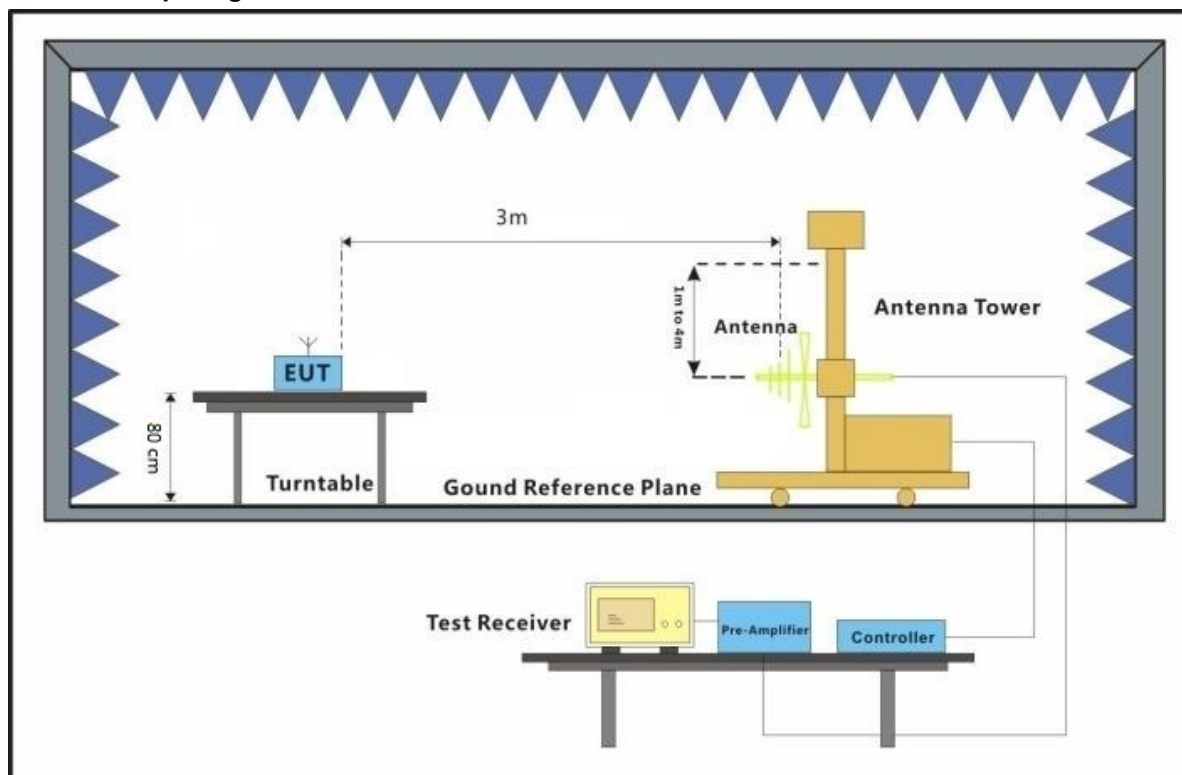 3m
1m to 4m
Antenna
Antenna Tower
EUT
80 cm
Turntable
Gound Reference Plane
Test Receiver
Pre-Amplifier
Controller